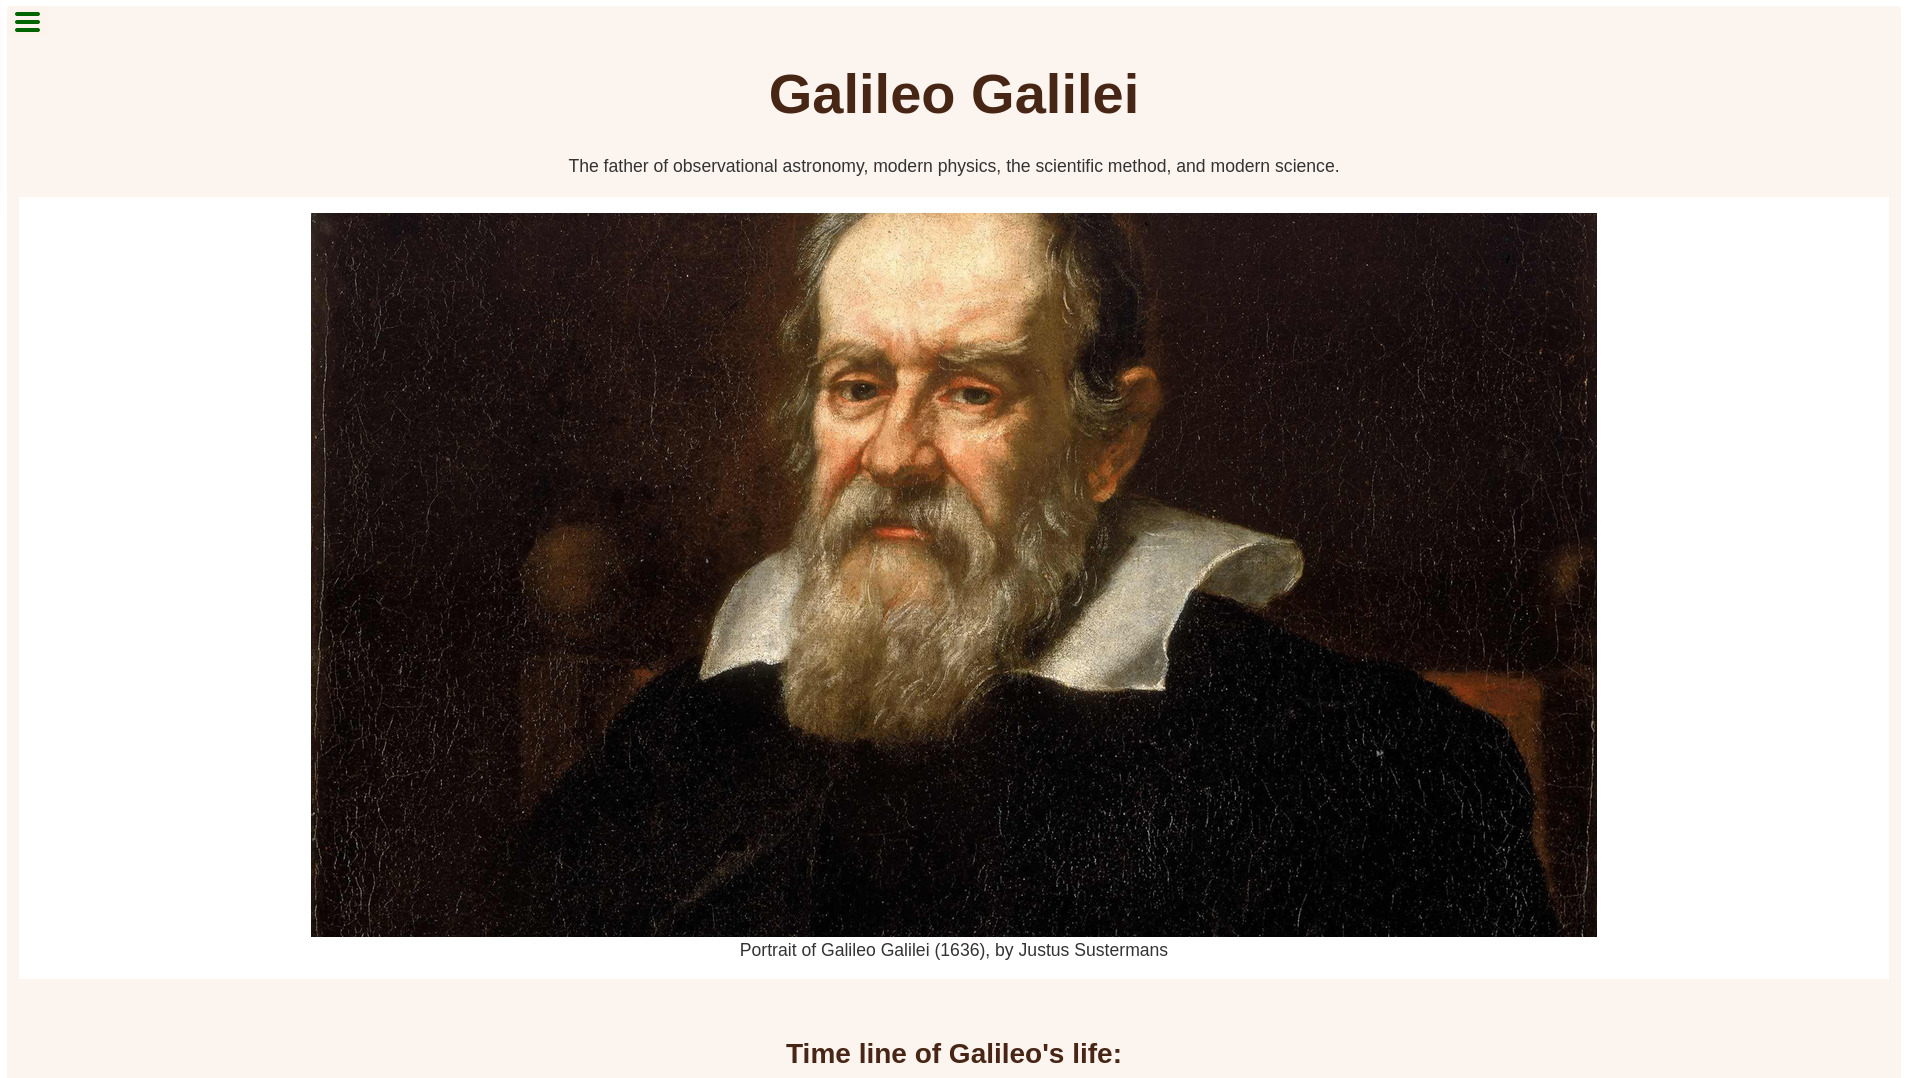 Galileo Galilei
The father of observational astronomy, modern physics, the scientific method, and modern science.
Portrait of Galileo Galilei (1636), by Justus Sustermans
Time line of Galileo's life: